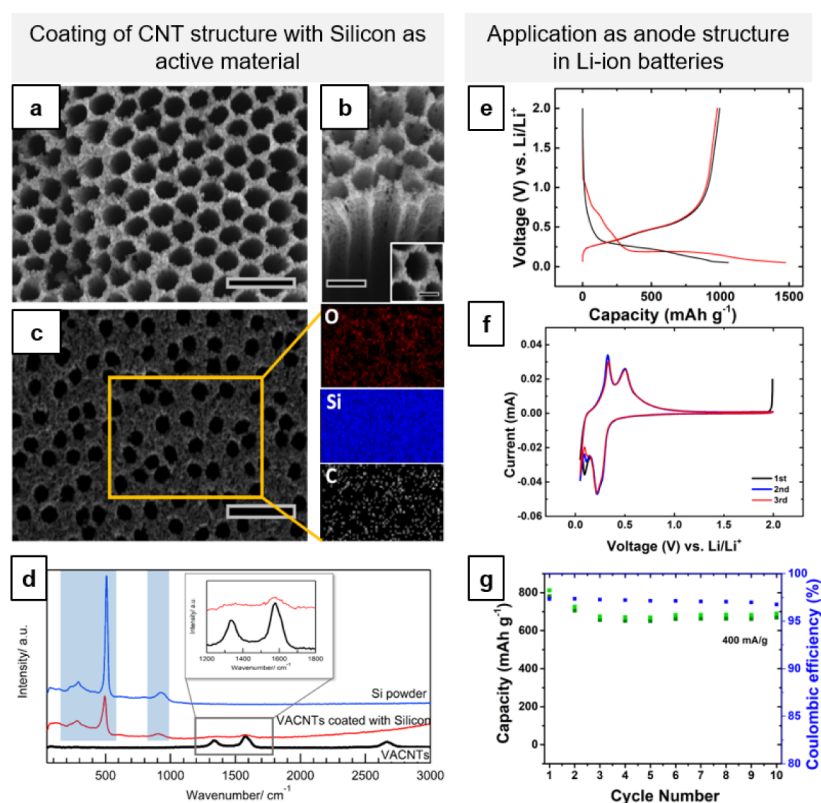 Coating of CNT structure with Silicon as
active material
Application as anode structure
in Li-ion batteries
a
b
c
O
Si
C
d
Intensity/ a.u.
Intensity/ a.u.
1200 1400 1600 1800
Wavenumber/ cm⁻¹
Si powder
VACNTs coated with Silicon
VACNTs
500 1000 1500 2000 2500 3000
Wavenumber/ cm⁻¹
e
Voltage (V) vs. Li/Li⁺
2.0
1.5
1.0
0.5
0.0
0 500 1000 1500
Capacity (mAh g⁻¹)
f
Current (mA)
0.04
0.02
0.00
-0.02
-0.04
-0.06
1st
2nd
3rd
0.0 0.5 1.0 1.5 2.0
Voltage (V) vs. Li/Li⁺
g
Capacity (mAh g⁻¹)
800
600
400
200
0
400 mA/g
100
95
90
85
80
Coulombic efficiency (%)
1 2 3 4 5 6 7 8 9 10
Cycle Number